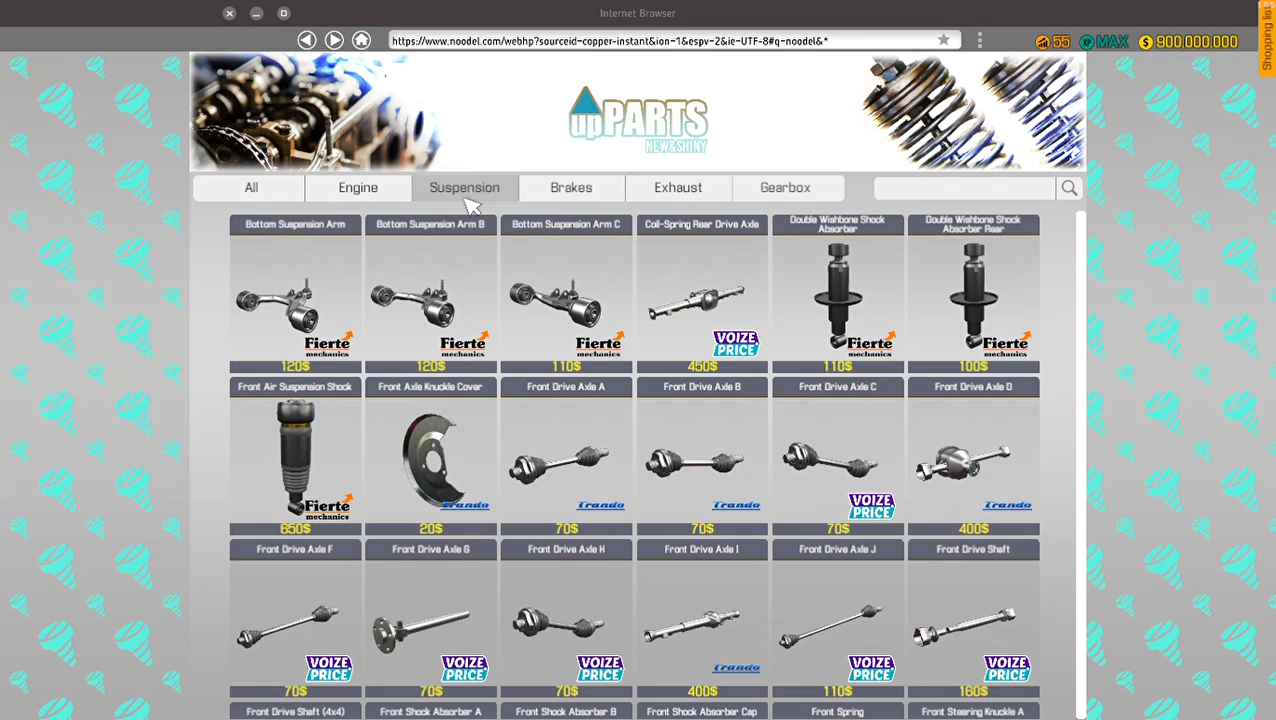 Internet Browser
https://www.noodel.com/webhp?sourceid-copper-instant&ion-1&espv-2&ie-UTF-8#q-noodel&*
55
XP MAX
$ 900,000,000
Shopping list
upPARTS
NEW&SHINY
All
Engine
Suspension
Brakes
Exhaust
Gearbox
Bottom Suspension Arm
Bottom Suspension Arm B
Bottom Suspension Arm C
Coil-Spring Rear Drive Axle
Double Wishbone Shock
Absorber
Double Wishbone Shock
Absorber Rear
Fierte
mechanics
Fierte
mechanics
Fierte
mechanics
VOIZE
PRICE
Fierte
mechanics
Fierte
mechanics
120$
120$
110$
450$
110$
100$
Front Air Suspension Shock
Front Axle Knuckle Cover
Front Drive Axle A
Front Drive Axle B
Front Drive Axle C
Front Drive Axle D
Fierte
mechanics
Trando
Trando
Trando
VOIZE
PRICE
Trando
650$
20$
70$
70$
70$
400$
Front Drive Axle F
Front Drive Axle G
Front Drive Axle H
Front Drive Axle I
Front Drive Axle J
Front Drive Shaft
VOIZE
PRICE
VOIZE
PRICE
VOIZE
PRICE
Trando
VOIZE
PRICE
VOIZE
PRICE
70$
70$
70$
400$
110$
160$
Front Drive Shaft (4x4)
Front Shock Absorber A
Front Shock Absorber B
Front Shock Absorber Cap
Front Spring
Front Steering Knuckle A